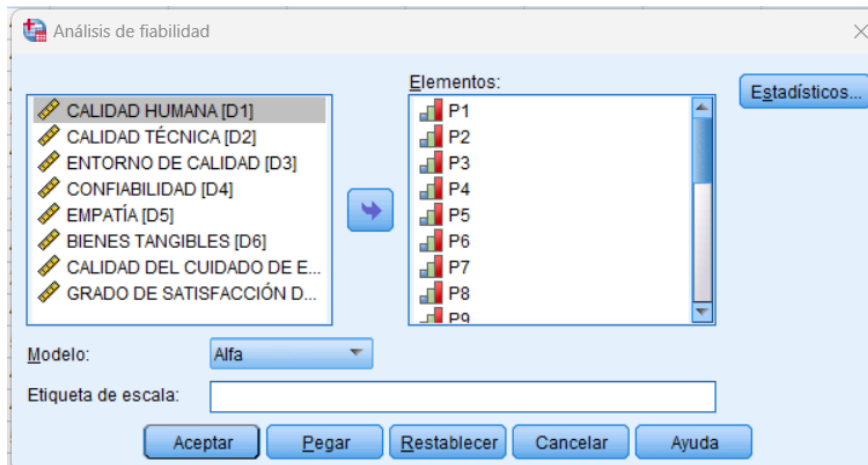 Análisis de fiabilidad
Elementos:
Estadísticos...
CALIDAD HUMANA [D1]
CALIDAD TÉCNICA [D2]
ENTORNO DE CALIDAD [D3]
CONFIABILIDAD [D4]
EMPATÍA [D5]
BIENES TANGIBLES [D6]
CALIDAD DEL CUIDADO DE E...
GRADO DE SATISFACCIÓN D...
P1
P2
P3
P4
P5
P6
P7
P8
P9
Modelo:
Alfa
Etiqueta de escala:
Aceptar
Pegar
Restablecer
Cancelar
Ayuda